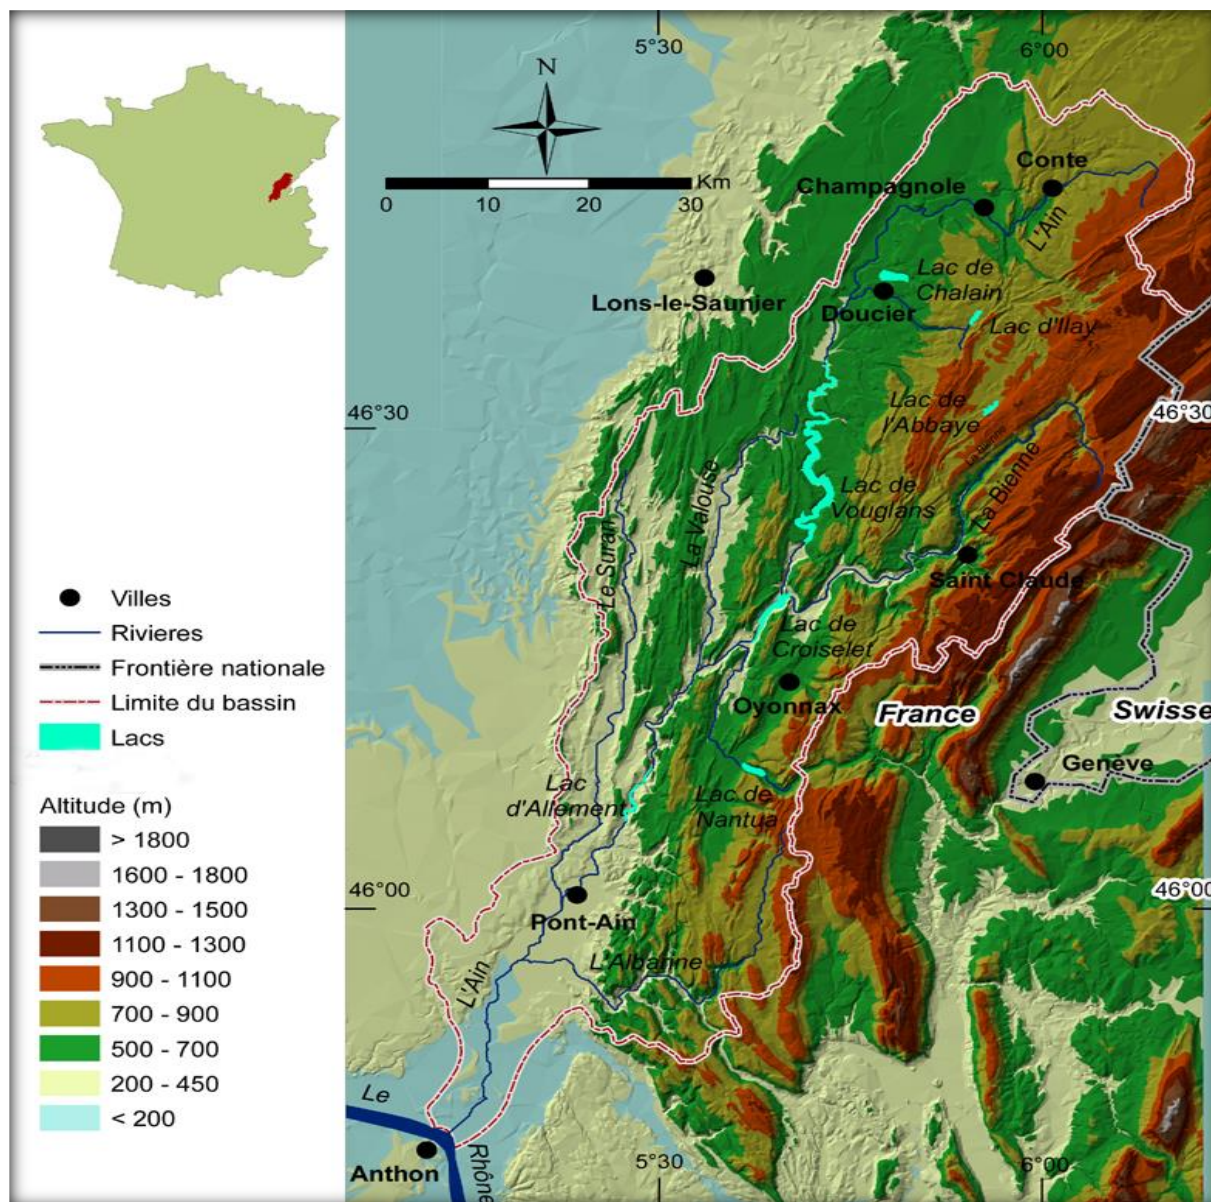 5°30
6°00
N
Km
0
10
20
30
Conte
Champagnole
L'Ain
Lac de
Chalain
Lons-le-Saunier
Doucier
Lac d'Ilay
46°30
46°30
Lac de
l'Abbaye
La Bienne
La Bienne
Lac de
Vouglans
La Valouse
Le Suran
Saint Claude
Lac de
Croiselet
Oyonnax
France
Swisse
Genève
Lac
d'Allement
Lac de
Nantua
46°00
46°00
Pont-Ain
L'Albarine
L'Ain
Le
Rhône
Anthon
5°30
6°00
Villes
Rivieres
Frontière nationale
Limite du bassin
Lacs
Altitude (m)
> 1800
1600 - 1800
1300 - 1500
1100 - 1300
900 - 1100
700 - 900
500 - 700
200 - 450
< 200